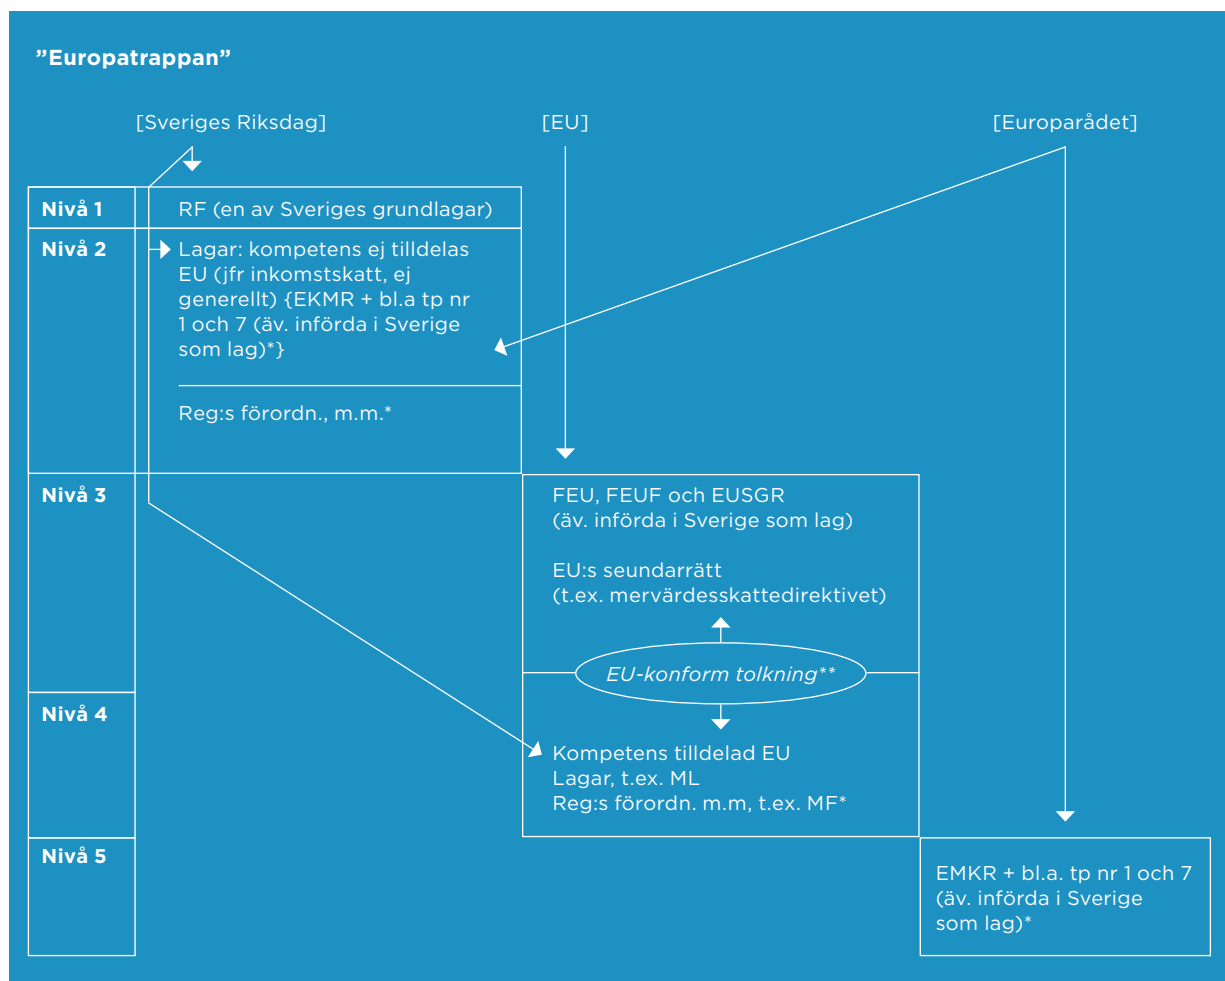 ”Europatrappan”
[Sveriges Riksdag]
[EU]
[Europarådet]
Nivå 1
RF (en av Sveriges grundlagar)
Nivå 2
Lagar: kompetens ej tilldelas
EU (jfr inkomstskatt, ej
generellt) {EKMR + bl.a tp nr
1 och 7 (äv. införda i Sverige
som lag)*}
Reg:s förordn., m.m.*
Nivå 3
FEU, FEUF och EUSGR
(äv. införda i Sverige som lag)
EU:s seundarrätt
(t.ex. mervärdesskattedirektivet)
EU-konform tolkning**
Nivå 4
Kompetens tilldelad EU
Lagar, t.ex. ML
Reg:s förordn. m.m, t.ex. MF*
Nivå 5
EMKR + bl.a. tp nr 1 och 7
(äv. införda i Sverige
som lag)*